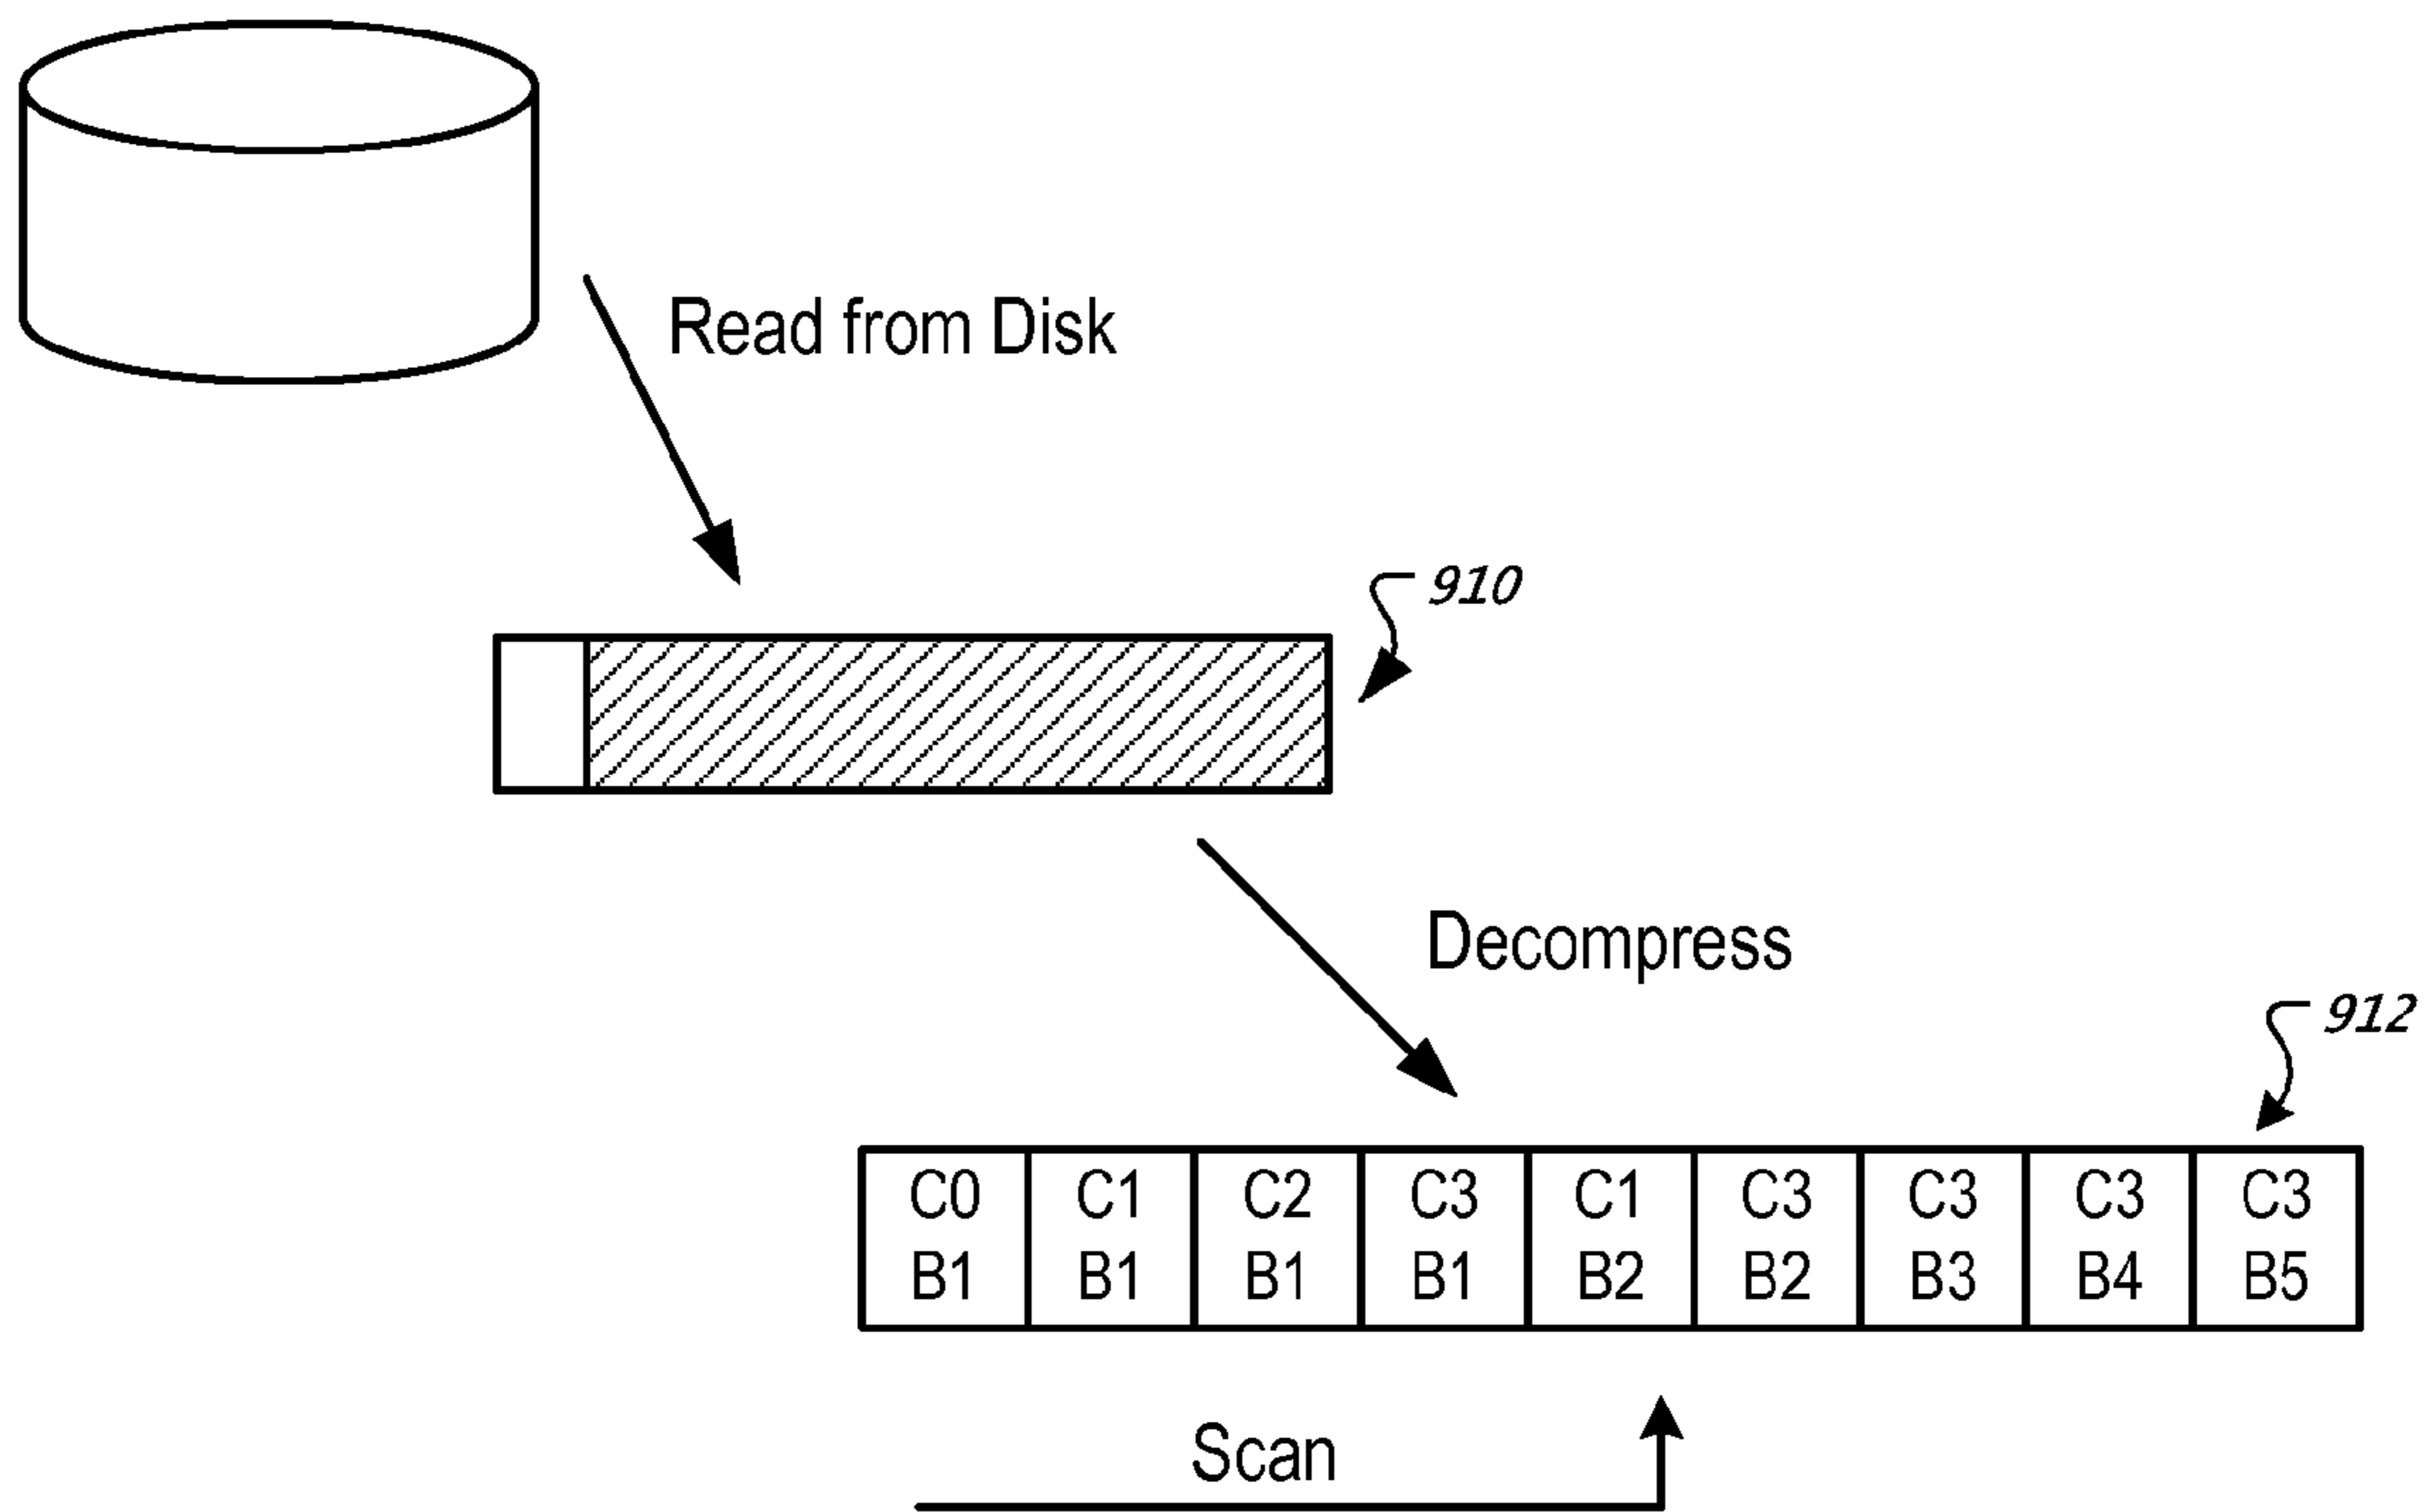 Read from Disk
910
Decompress
912
C0 C1 C2 C3 C1 C3 C3 C3 C3
B1 B1 B1 B1 B2 B2 B3 B4 B5
Scan